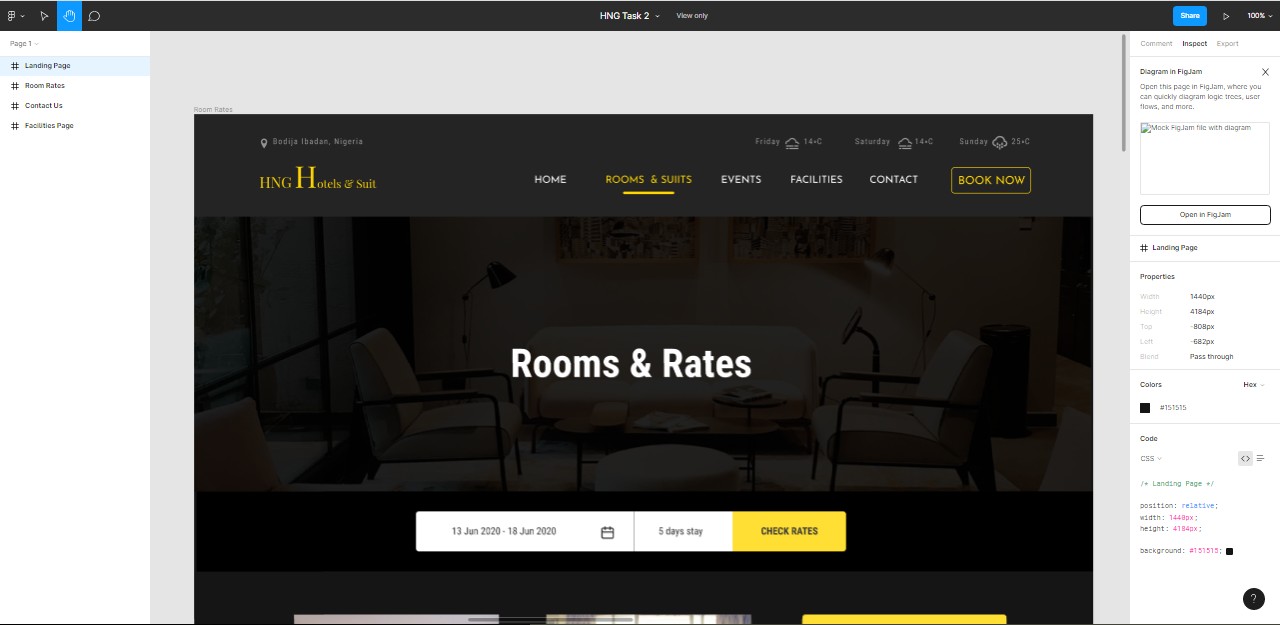 HNG Task 2
View only
Share
100%
Page 1
Landing Page
Room Rates
Contact Us
Facilities Page
Room Rates
Bodija Ibadan, Nigeria
Friday 14°C
Saturday 14°C
Sunday 25°C
HNG Hotels & Suit
HOME
ROOMS & SUIITS
EVENTS
FACILITIES
CONTACT
BOOK NOW
Rooms & Rates
13 Jun 2020 - 18 Jun 2020
5 days stay
CHECK RATES
Comment Inspect Export
Diagram in FigJam
Open this page in FigJam, where you
can quickly diagram logic trees, user
flows, and more.
Mock FigJam file with diagram
Open in FigJam
Landing Page
Properties
Width 1440px
Height 4184px
Top -808px
Left -682px
Blend Pass through
Colors Hex
#151515
Code
CSS
/* Landing Page */
position: relative;
width: 1440px;
height: 4184px;
background: #151515;
?